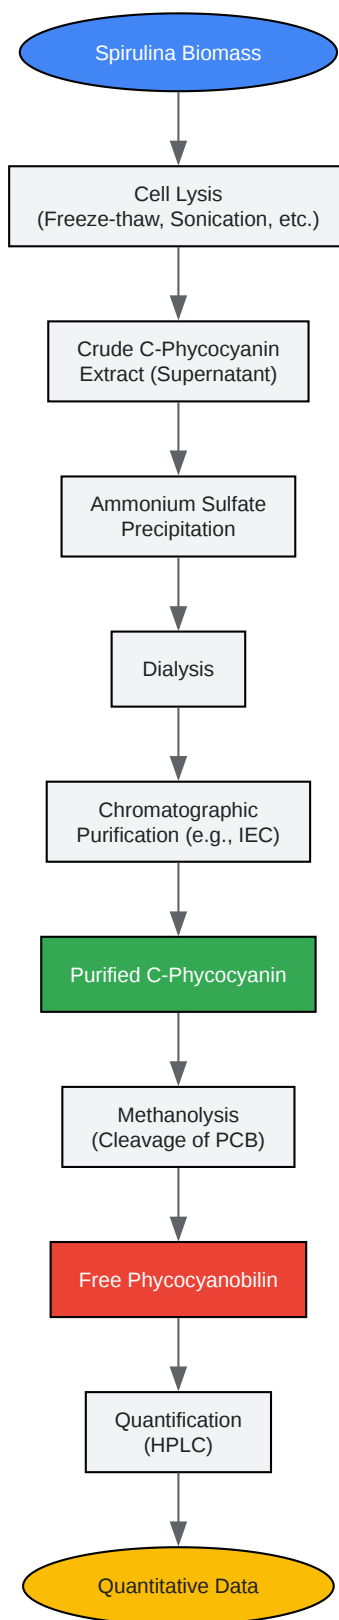 Spirulina Biomass
Cell Lysis
(Freeze-thaw, Sonication, etc.)
Crude C-Phycocyanin
Extract (Supernatant)
Ammonium Sulfate
Precipitation
Dialysis
Chromatographic
Purification (e.g., IEC)
Purified C-Phycocyanin
Methanolysis
(Cleavage of PCB)
Free Phycocyanobilin
Quantification
(HPLC)
Quantitative Data